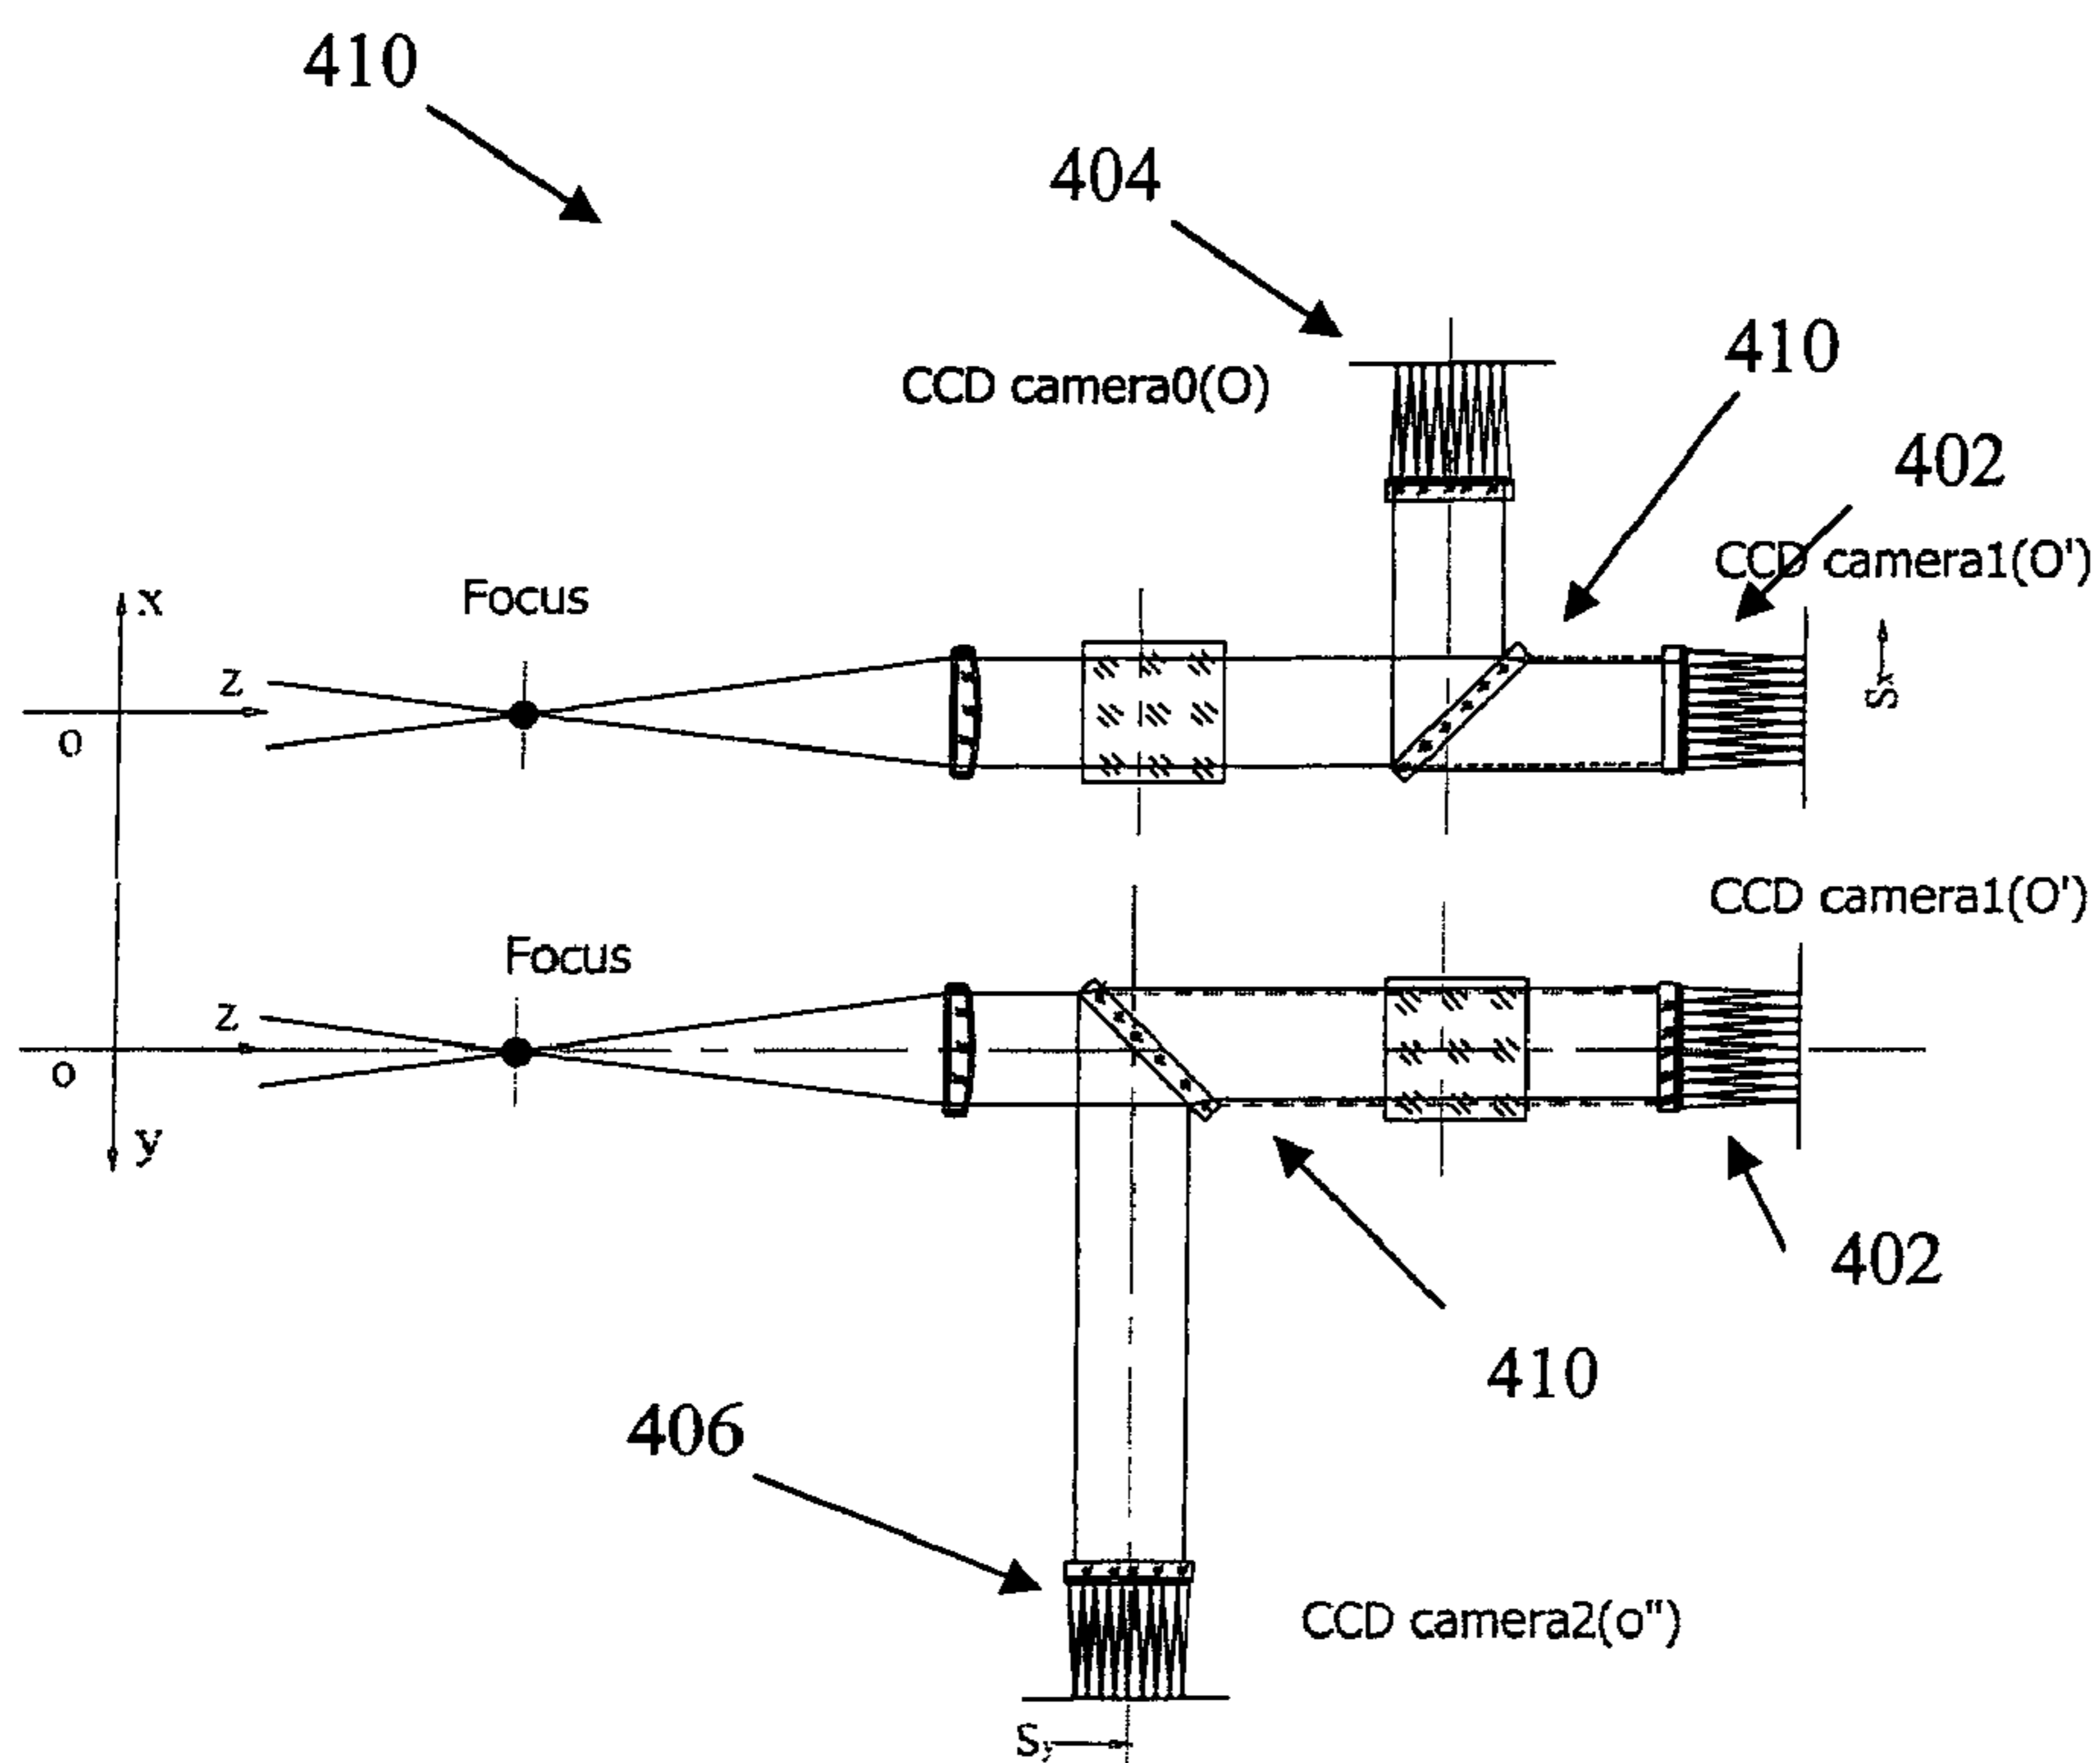 410
404
410
CCD camera0(O)
402
CCD camera1(O')
x
Focus
z
Sx
o
CCD camera1(O')
Focus
z
o
y
410
402
406
CCD camera2(o")
Sy